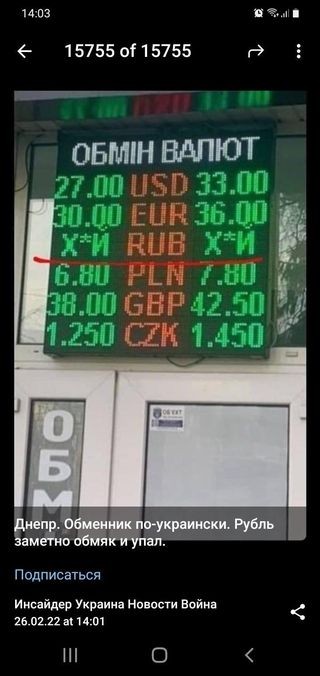 14:03
15755 of 15755
ОБМІН ВАЛЮТ
27.00 USD 33.00
30.00 EUR 36.00
Х*Й RUB Х*Й
6.80 PLN 7.80
38.00 GBP 42.50
1.250 CZK 1.450
ОБМ
ОБ'ЄКТ
Днепр. Обменник по-украински. Рубль
заметно обмяк и упал.
Подписаться
Инсайдер Украина Новости Война
26.02.22 at 14:01